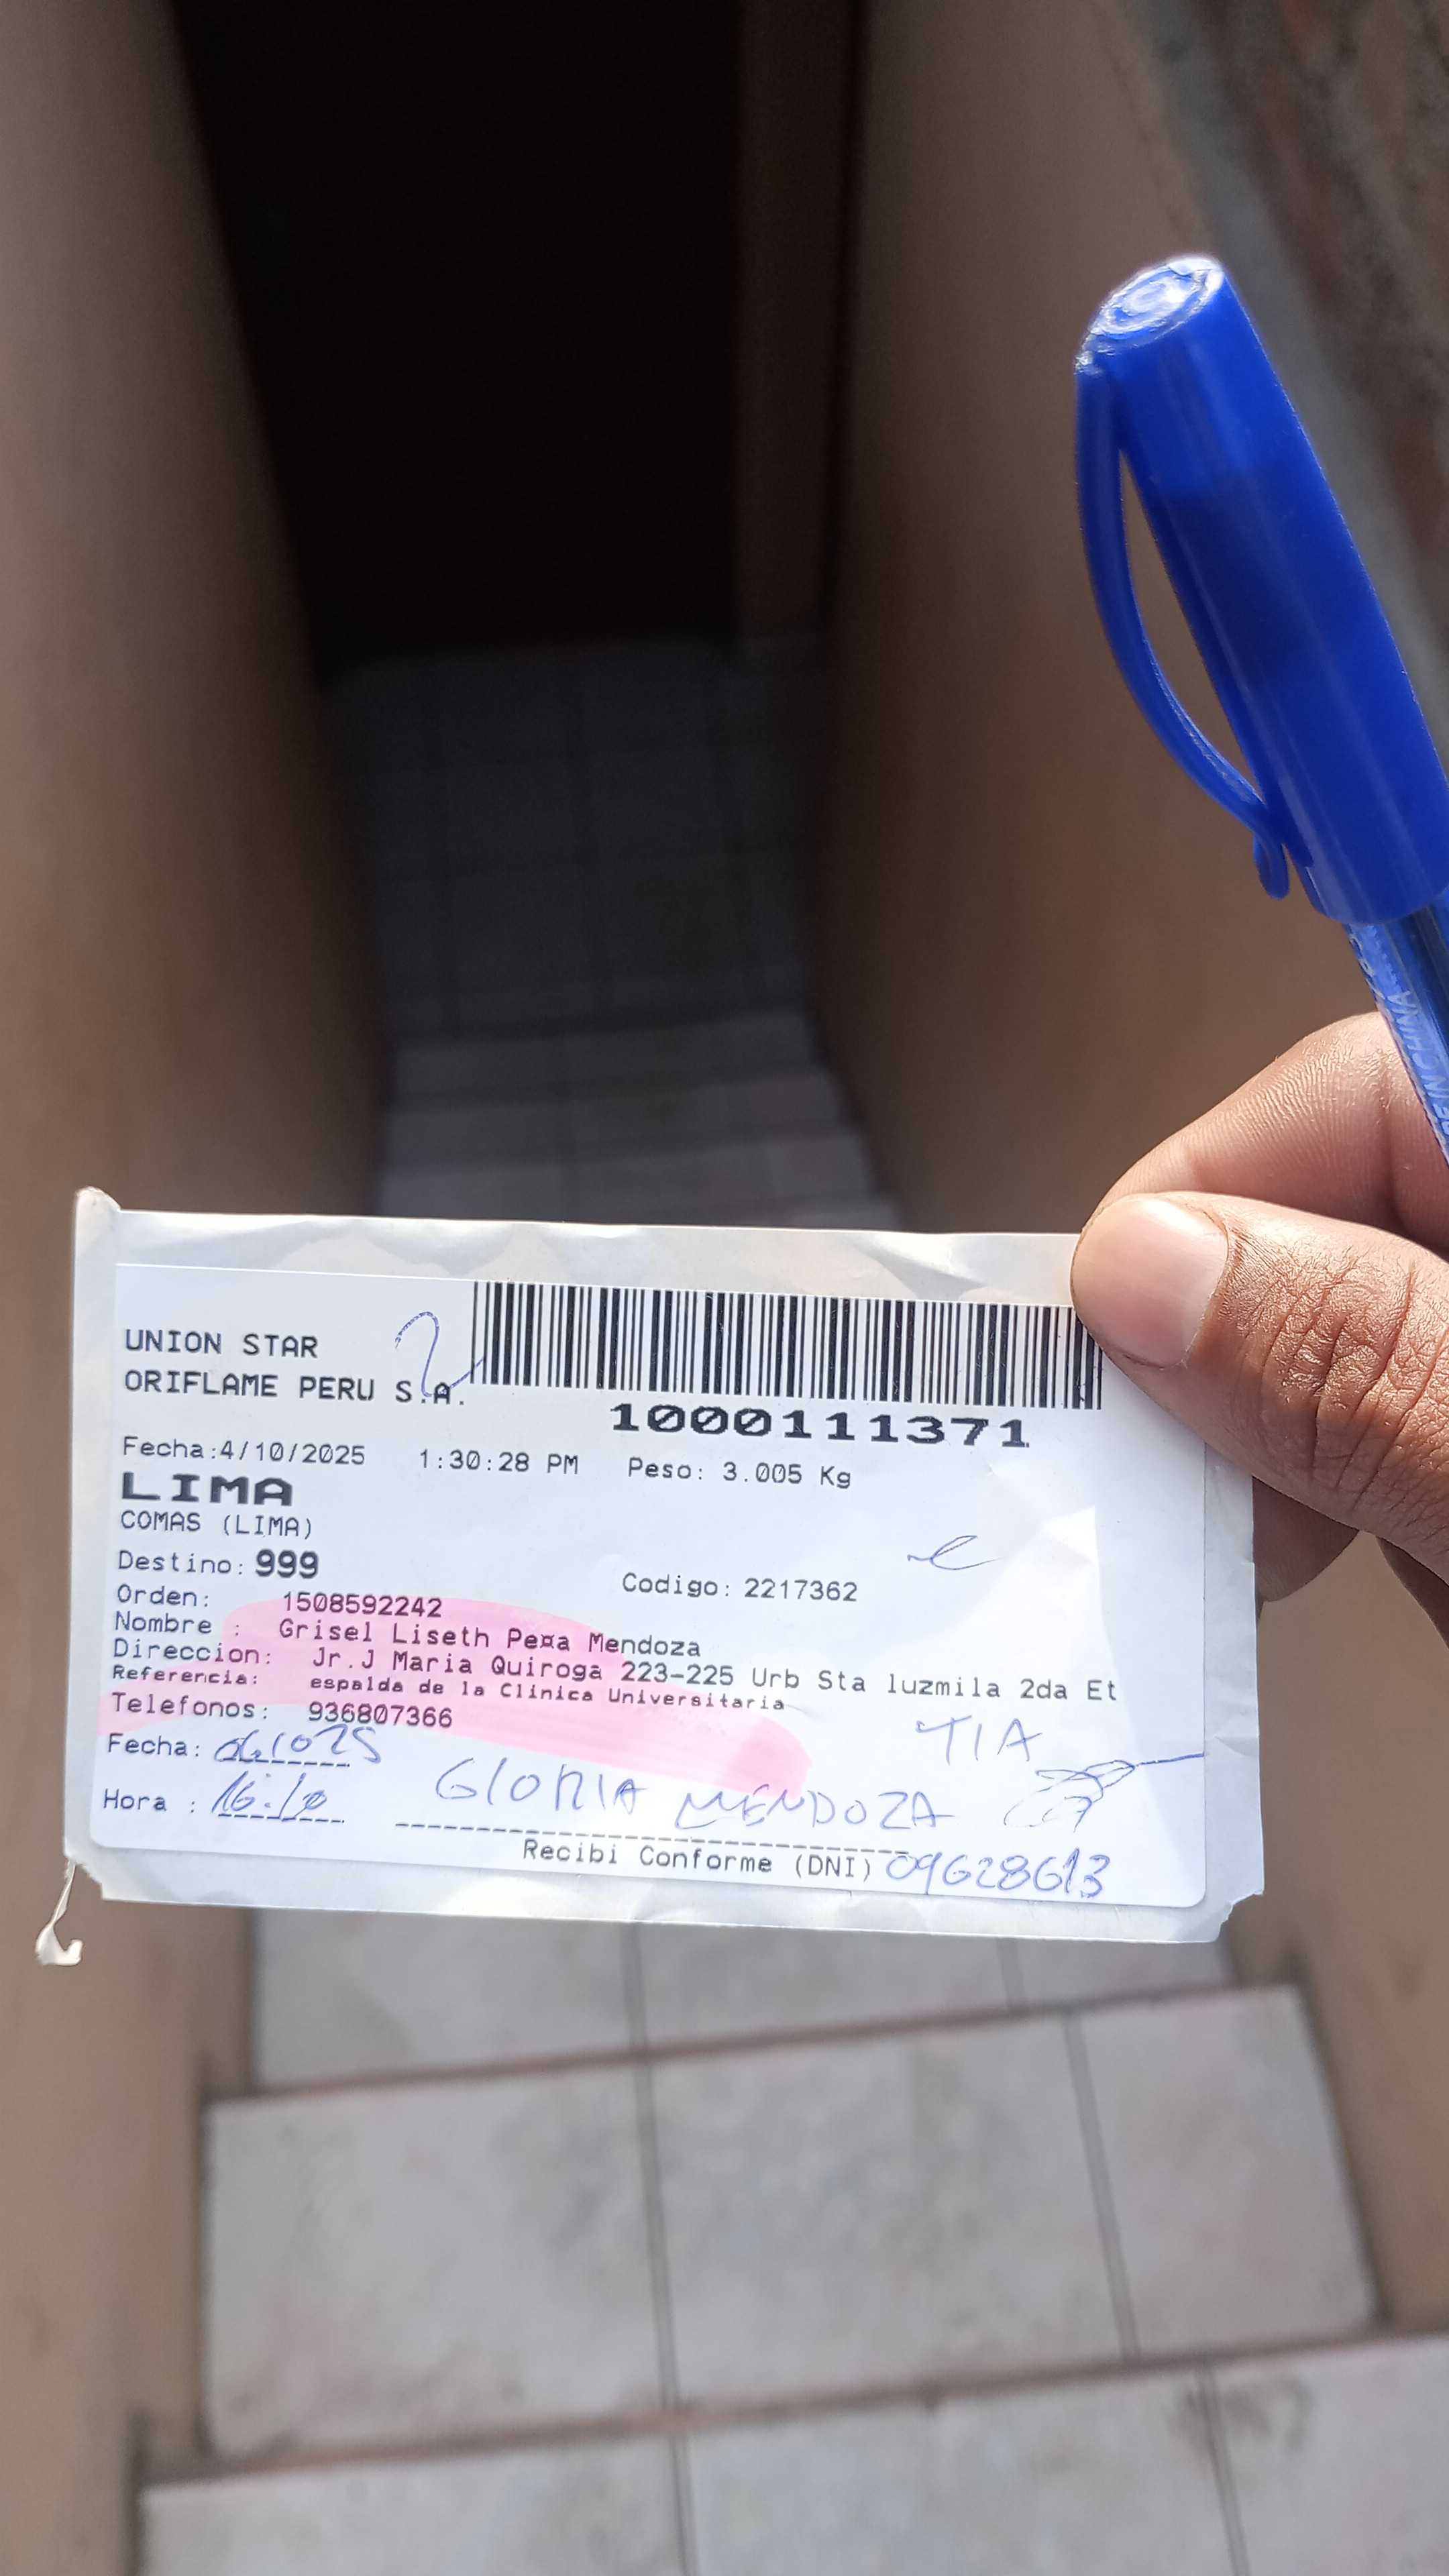 UNION STAR
ORIFLAME PERU S.A.
1000111371
Fecha:4/10/2025 1:30:28 PM Peso: 3.005 Kg
LIMA
COMAS (LIMA)
Destino: 999
Codigo: 2217362
Orden: 1508592242
Nombre : Grisel Liseth Pe¤a Mendoza
Direccion: Jr.J Maria Quiroga 223-225 Urb Sta luzmila 2da Et
Referencia: espalda de la Clinica Universitaria
Telefonos: 936807366
TIA
Fecha: 061025
GlORIA MENDOZA
Hora : 16:10
Recibi Conforme (DNI) 09628613